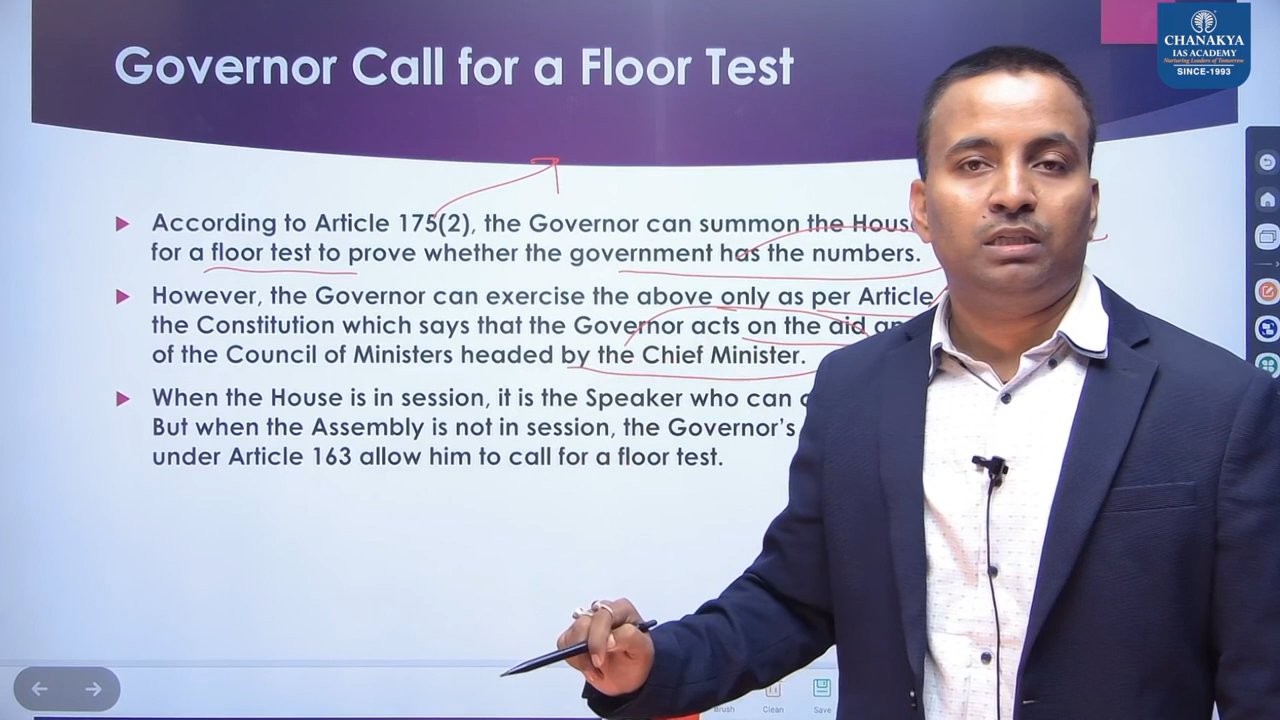 CHANAKYA
IAS ACADEMY
Nurturing Leaders of Tomorrow
SINCE-1993
Governor Call for a Floor Test
According to Article 175(2), the Governor can summon the Hous
for a floor test to prove whether the government has the numbers.
However, the Governor can exercise the above only as per Article
the Constitution which says that the Governor acts on the aid an
of the Council of Ministers headed by the Chief Minister.
When the House is in session, it is the Speaker who can
But when the Assembly is not in session, the Governor's
under Article 163 allow him to call for a floor test.
Brush
Clean
Save